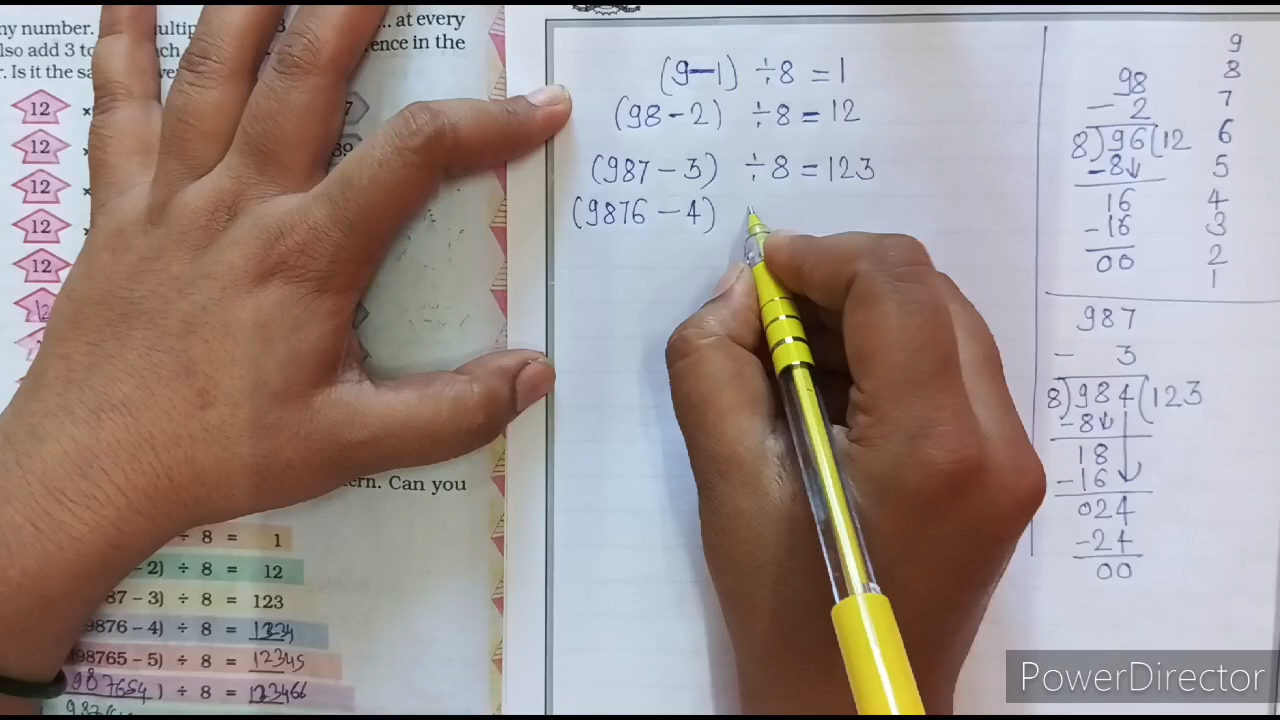 ny number.
... at every
lso add 3 to
ence in the
r. Is it the sa
12
12
12
12
12
12
ern. Can you
÷ 8 = 1
- 2) ÷ 8 = 12
87 - 3) ÷ 8 = 123
9876 - 4) ÷ 8 = 1234
98765 - 5) ÷ 8 = 12345
987654 ) ÷ 8 = 123466
(9-1) ÷8 = 1
(98-2) ÷8 = 12
(987-3) ÷8 = 123
(9876-4)
98
- 2
8)96(12
-8↓
16
-16
00
9
8
7
6
5
4
3
2
1
987
- 3
8)984(123
-8↓
18
-16
024
-24
00
PowerDirector